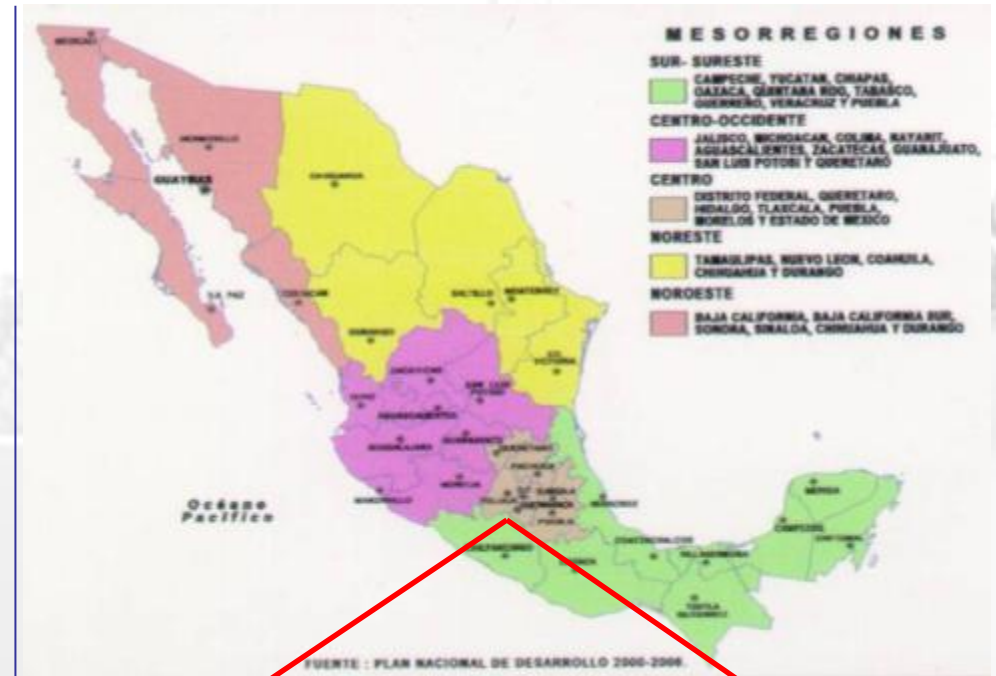 MESORREGIONES
SUR- SURESTE
CAMPECHE, YUCATAN, CHIAPAS,
OAXACA, QUINTANA ROO, TABASCO,
GUERRERO, VERACRUZ Y PUEBLA
CENTRO-OCCIDENTE
JALISCO, MICHOACAN, COLIMA, NAYARIT,
AGUASCALIENTES, ZACATECAS, GUANAJUATO,
SAN LUIS POTOSI Y QUERETARO
CENTRO
DISTRITO FEDERAL, QUERETARO,
HIDALGO, TLAXCALA, PUEBLA,
MORELOS Y ESTADO DE MEXICO
NORESTE
TAMAULIPAS, NUEVO LEON, COAHUILA,
CHIHUAHUA Y DURANGO
NOROESTE
BAJA CALIFORNIA, BAJA CALIFORNIA SUR,
SONORA, SINALOA, CHIHUAHUA Y DURANGO
MEXICALI
HERMOSILLO
GUAYMAS
CHIHUAHUA
LA PAZ
CULIACAN
SALTILLO
MONTERREY
DURANGO
CD.
VICTORIA
ZACATECAS
SAN LUIS
POTOSI
TEPIC
AGUASCALIENTES
GUADALAJARA
GUANAJUATO
QUERETARO
PACHUCA
MORELIA
MANZANILLO
TOLUCA
D.F.
TLAXCALA
CUERNAVACA
PUEBLA
VERACRUZ
MERIDA
CAMPECHE
CHETUMAL
Océano
Pacífico
CHILPANCINGO
OAXACA
COATZACOALCOS
VILLAHERMOSA
TUXTLA
GUTIERREZ
FUENTE : PLAN NACIONAL DE DESARROLLO 2000-2006.